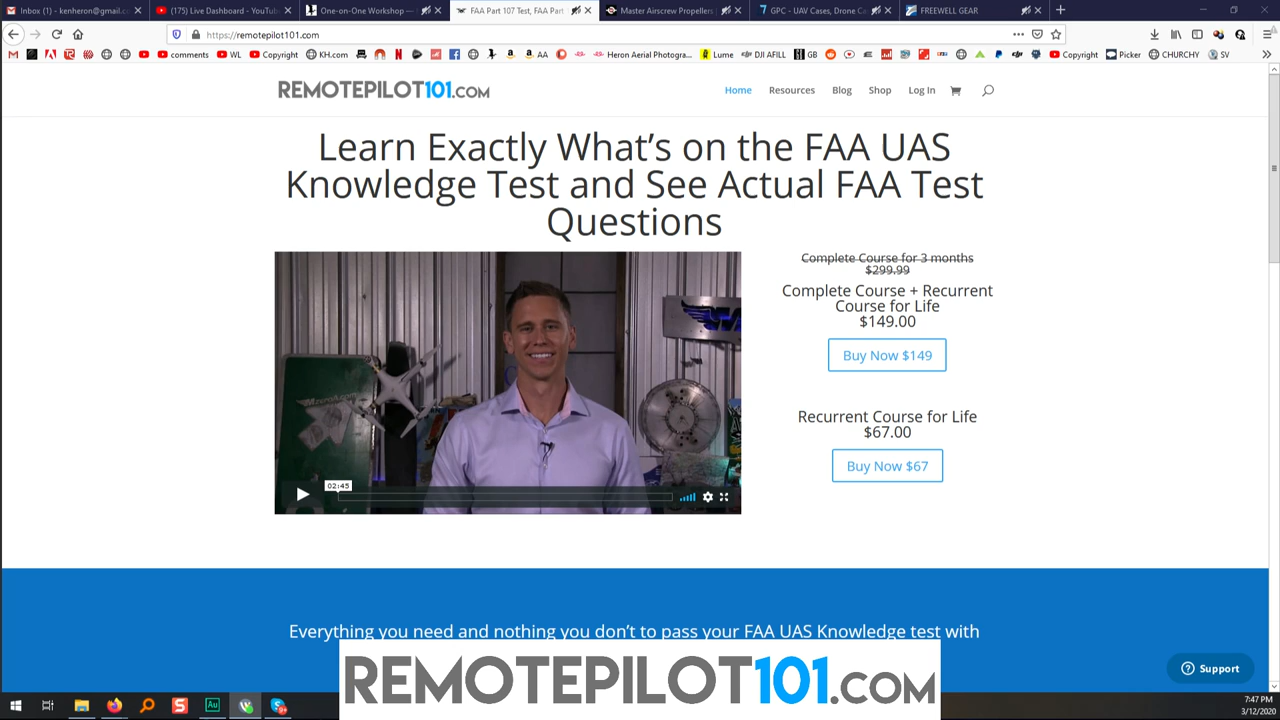 Inbox (1) - kenheron@gmail.c
(175) Live Dashboard - YouTu
One-on-One Workshop —
FAA Part 107 Test, FAA Part
Master Airscrew Propellers
GPC - UAV Cases, Drone Ca
FREEWELL GEAR
https://remotepilot101.com
comments
WL
Copyright
KH.com
AA
Heron Aerial Photogra...
Lume
DJI AFILL
GB
Copyright
Picker
CHURCHY
SV
REMOTEPILOT101.COM
Home
Resources
Blog
Shop
Log In
Learn Exactly What's on the FAA UAS
Knowledge Test and See Actual FAA Test
Questions
Complete Course for 3 months
$299.99
Complete Course + Recurrent
Course for Life
$149.00
Buy Now $149
Recurrent Course for Life
$67.00
Buy Now $67
02:45
Everything you need and nothing you don't to pass your FAA UAS Knowledge test with
REMOTEPILOT101.COM
Support
Au
7:47 PM
3/12/2020